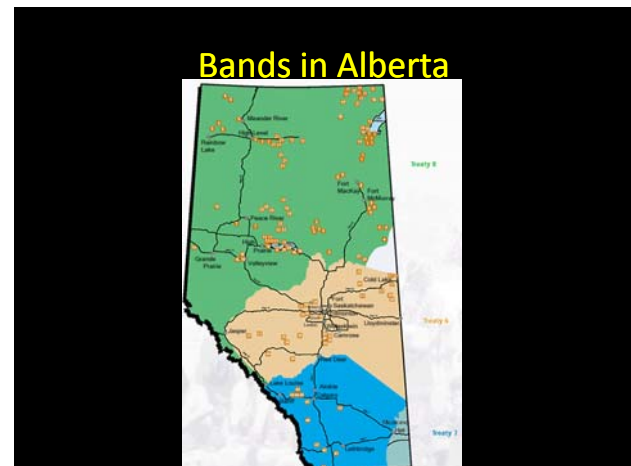 Bands in Alberta
Meander River
High Level
Rainbow
Lake
Treaty 8
Fort
MacKay
Fort
McMurray
Peace River
High
Prairie
Grande
Prairie
Valleyview
Cold Lake
Fort
Saskatchewan
Treaty 6
Lloydminster
Jasper
Camrose
Red Deer
Lake Louise
Airdrie
Calgary
Medicine
Hat
Treaty 7
Lethbridge